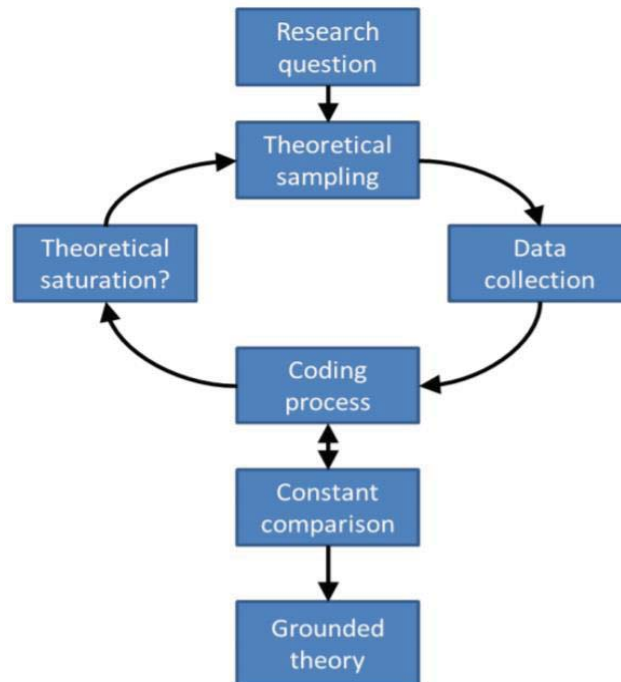 Research
question
Theoretical
sampling
Theoretical
saturation?
Data
collection
Coding
process
Constant
comparison
Grounded
theory